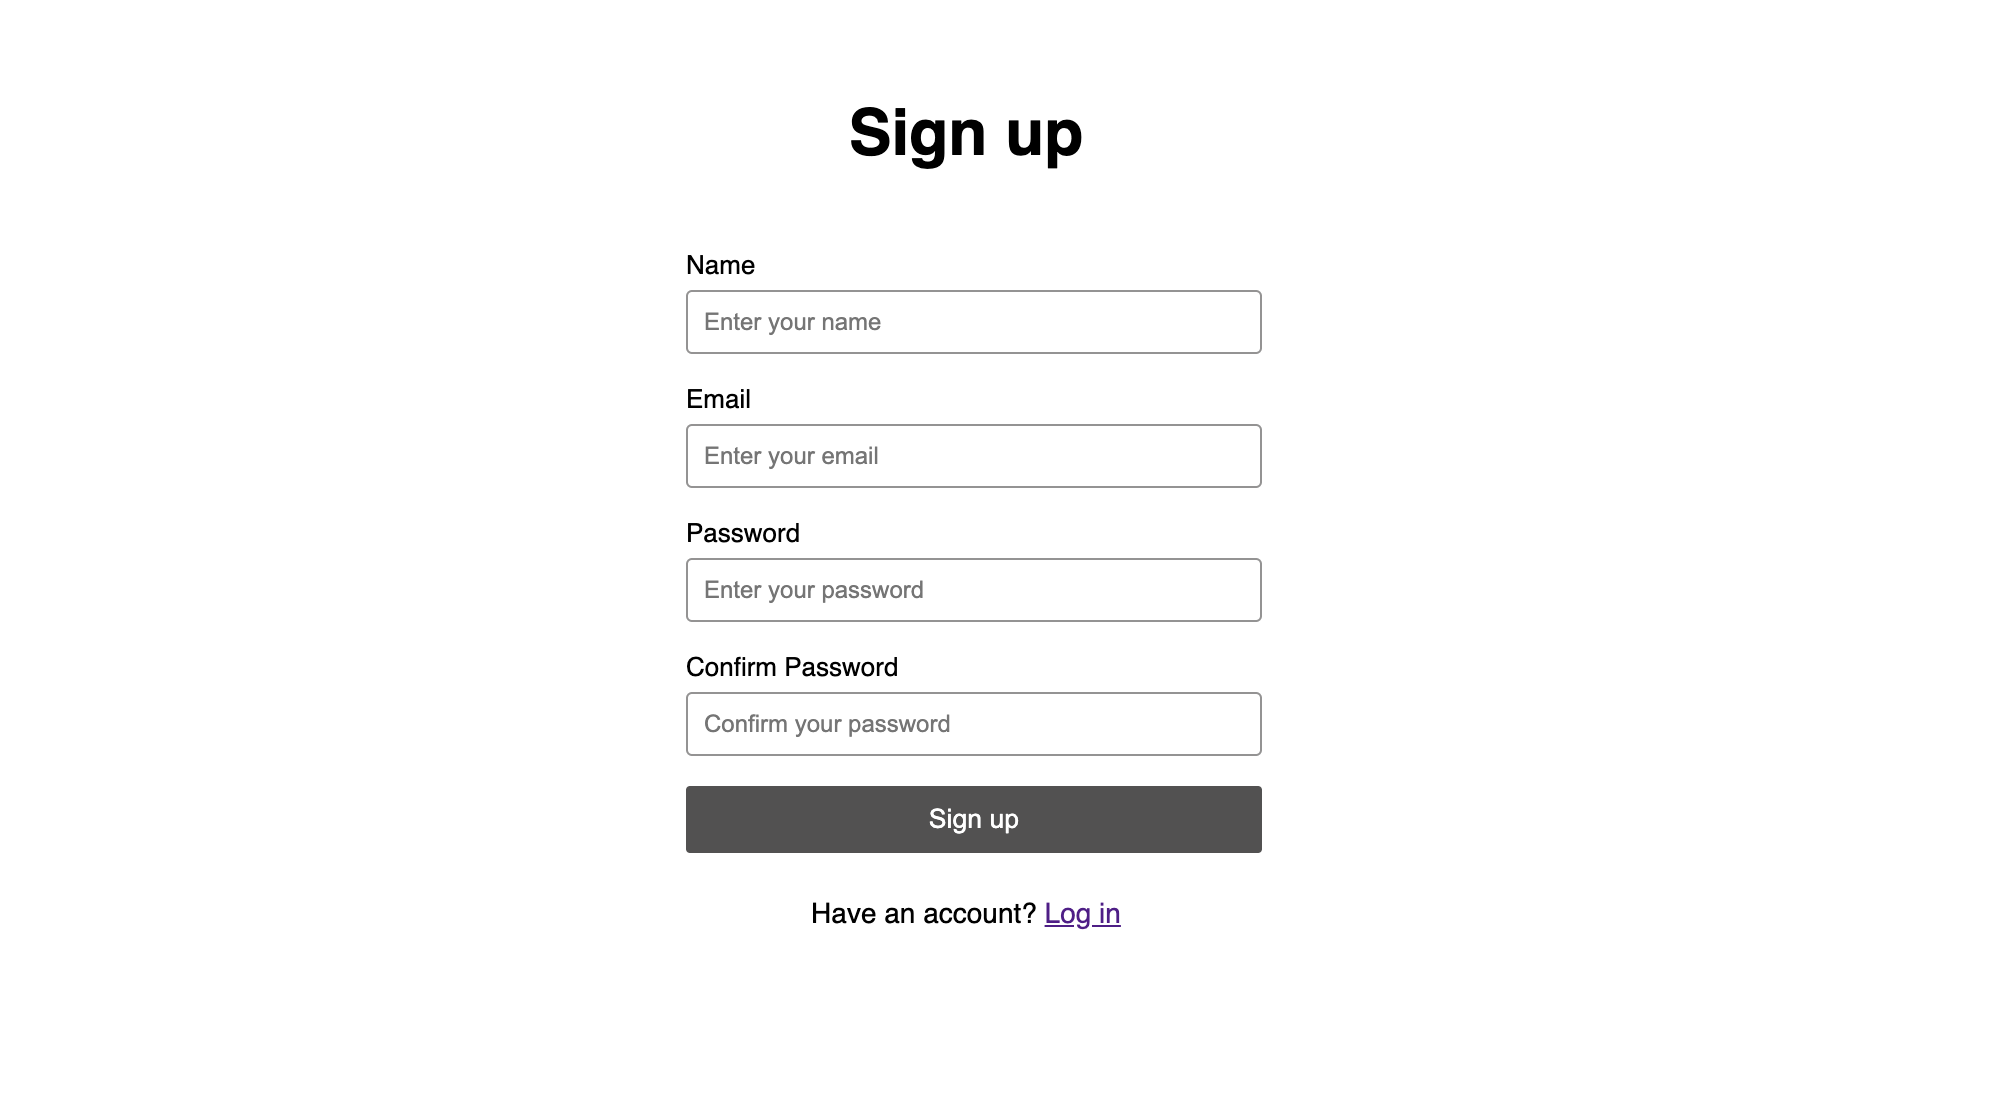 Sign up
Name
Enter your name
Email
Enter your email
Password
Enter your password
Confirm Password
Confirm your password
Sign up
Have an account? Log in